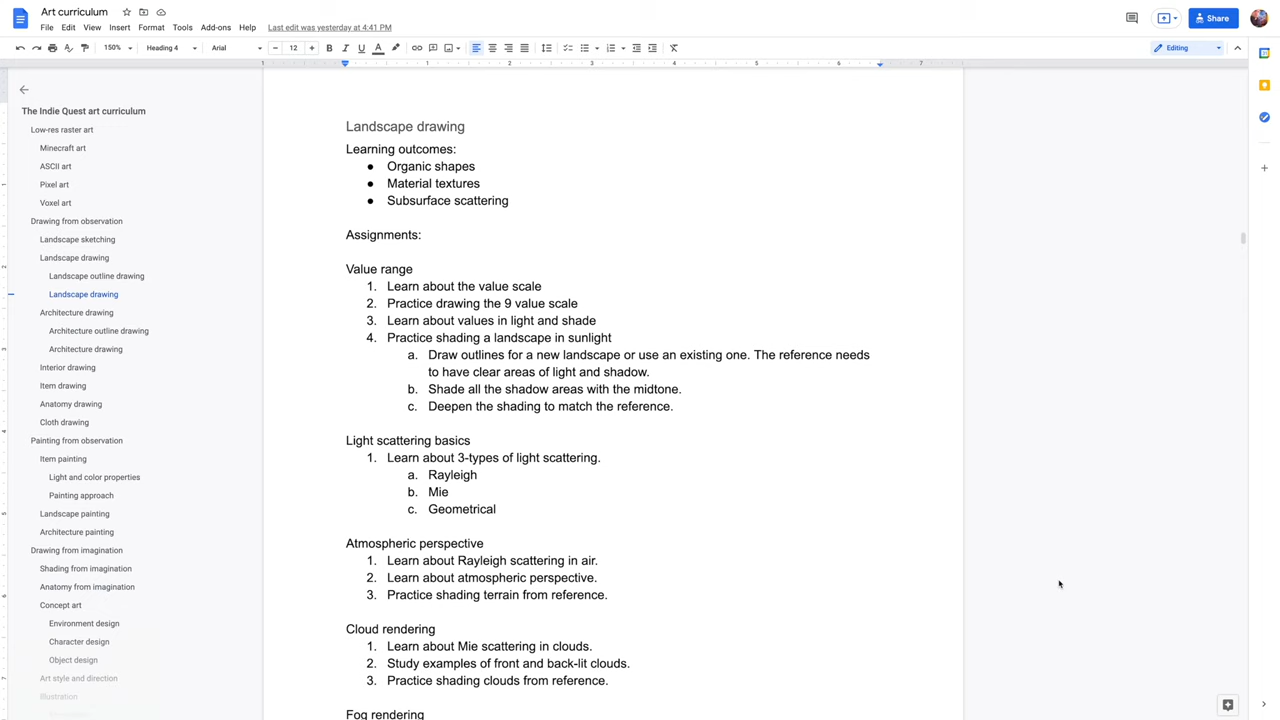 Art curriculum
File Edit View Insert Format Tools Add-ons Help Last edit was yesterday at 4:41 PM
Share
150% Heading 4 Arial 12 B I U A Editing
1 1 2 3 4 5 6 7
The Indie Quest art curriculum
Low-res raster art
Minecraft art
ASCII art
Pixel art
Voxel art
Drawing from observation
Landscape sketching
Landscape drawing
Landscape outline drawing
Landscape drawing
Architecture drawing
Architecture outline drawing
Architecture drawing
Interior drawing
Item drawing
Anatomy drawing
Cloth drawing
Painting from observation
Item painting
Light and color properties
Painting approach
Landscape painting
Architecture painting
Drawing from imagination
Shading from imagination
Anatomy from imagination
Concept art
Environment design
Character design
Object design
Art style and direction
Illustration
Landscape drawing
Learning outcomes:
● Organic shapes
● Material textures
● Subsurface scattering
Assignments:
Value range
1. Learn about the value scale
2. Practice drawing the 9 value scale
3. Learn about values in light and shade
4. Practice shading a landscape in sunlight
a. Draw outlines for a new landscape or use an existing one. The reference needs
to have clear areas of light and shadow.
b. Shade all the shadow areas with the midtone.
c. Deepen the shading to match the reference.
Light scattering basics
1. Learn about 3-types of light scattering.
a. Rayleigh
b. Mie
c. Geometrical
Atmospheric perspective
1. Learn about Rayleigh scattering in air.
2. Learn about atmospheric perspective.
3. Practice shading terrain from reference.
Cloud rendering
1. Learn about Mie scattering in clouds.
2. Study examples of front and back-lit clouds.
3. Practice shading clouds from reference.
Fog rendering